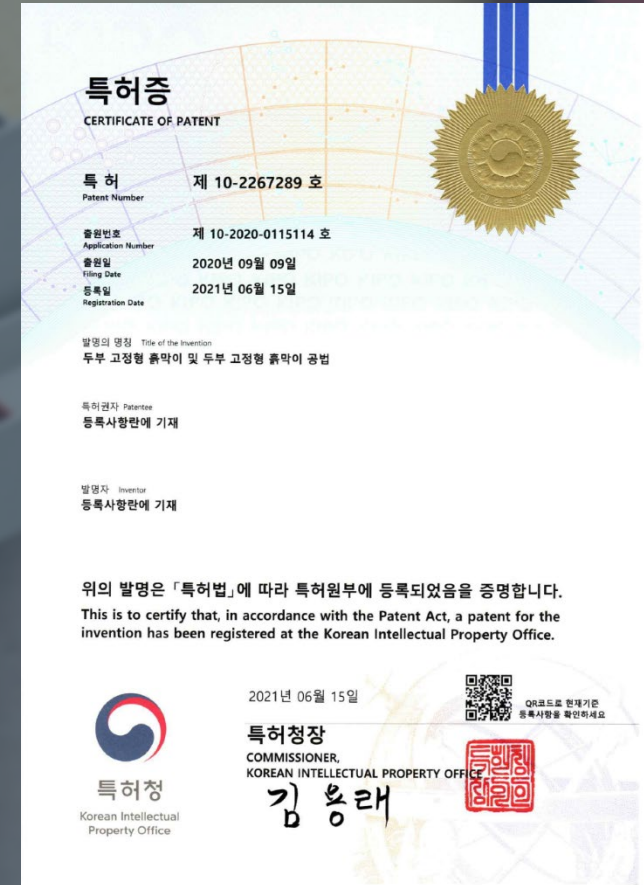 특허증
CERTIFICATE OF PATENT
특 허
Patent Number
제 10-2267289 호
출원번호
Application Number
제 10-2020-0115114 호
출원일
Filing Date
2020년 09월 09일
등록일
Registration Date
2021년 06월 15일
발명의 명칭 Title of the Invention
두부 고정형 흙막이 및 두부 고정형 흙막이 공법
특허권자 Patentee
등록사항란에 기재
발명자 Inventor
등록사항란에 기재
위의 발명은 「특허법」에 따라 특허원부에 등록되었음을 증명합니다.
This is to certify that, in accordance with the Patent Act, a patent for the
invention has been registered at the Korean Intellectual Property Office.
2021년 06월 15일
QR코드로 현재기준
등록사항을 확인하세요
특허청장
COMMISSIONER,
KOREAN INTELLECTUAL PROPERTY OFFICE
김용래
특허청
Korean Intellectual
Property Office